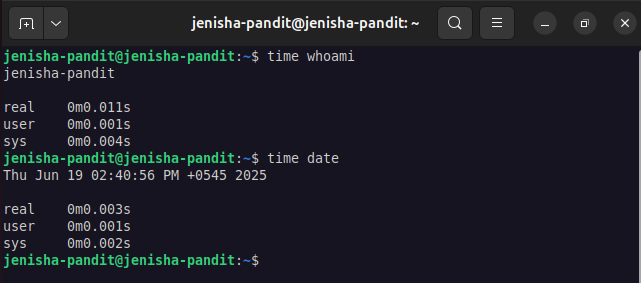 jenisha-pandit@jenisha-pandit: ~
jenisha-pandit@jenisha-pandit:~$ time whoami
jenisha-pandit

real    0m0.011s
user    0m0.001s
sys     0m0.004s
jenisha-pandit@jenisha-pandit:~$ time date
Thu Jun 19 02:40:56 PM +0545 2025

real    0m0.003s
user    0m0.001s
sys     0m0.002s
jenisha-pandit@jenisha-pandit:~$